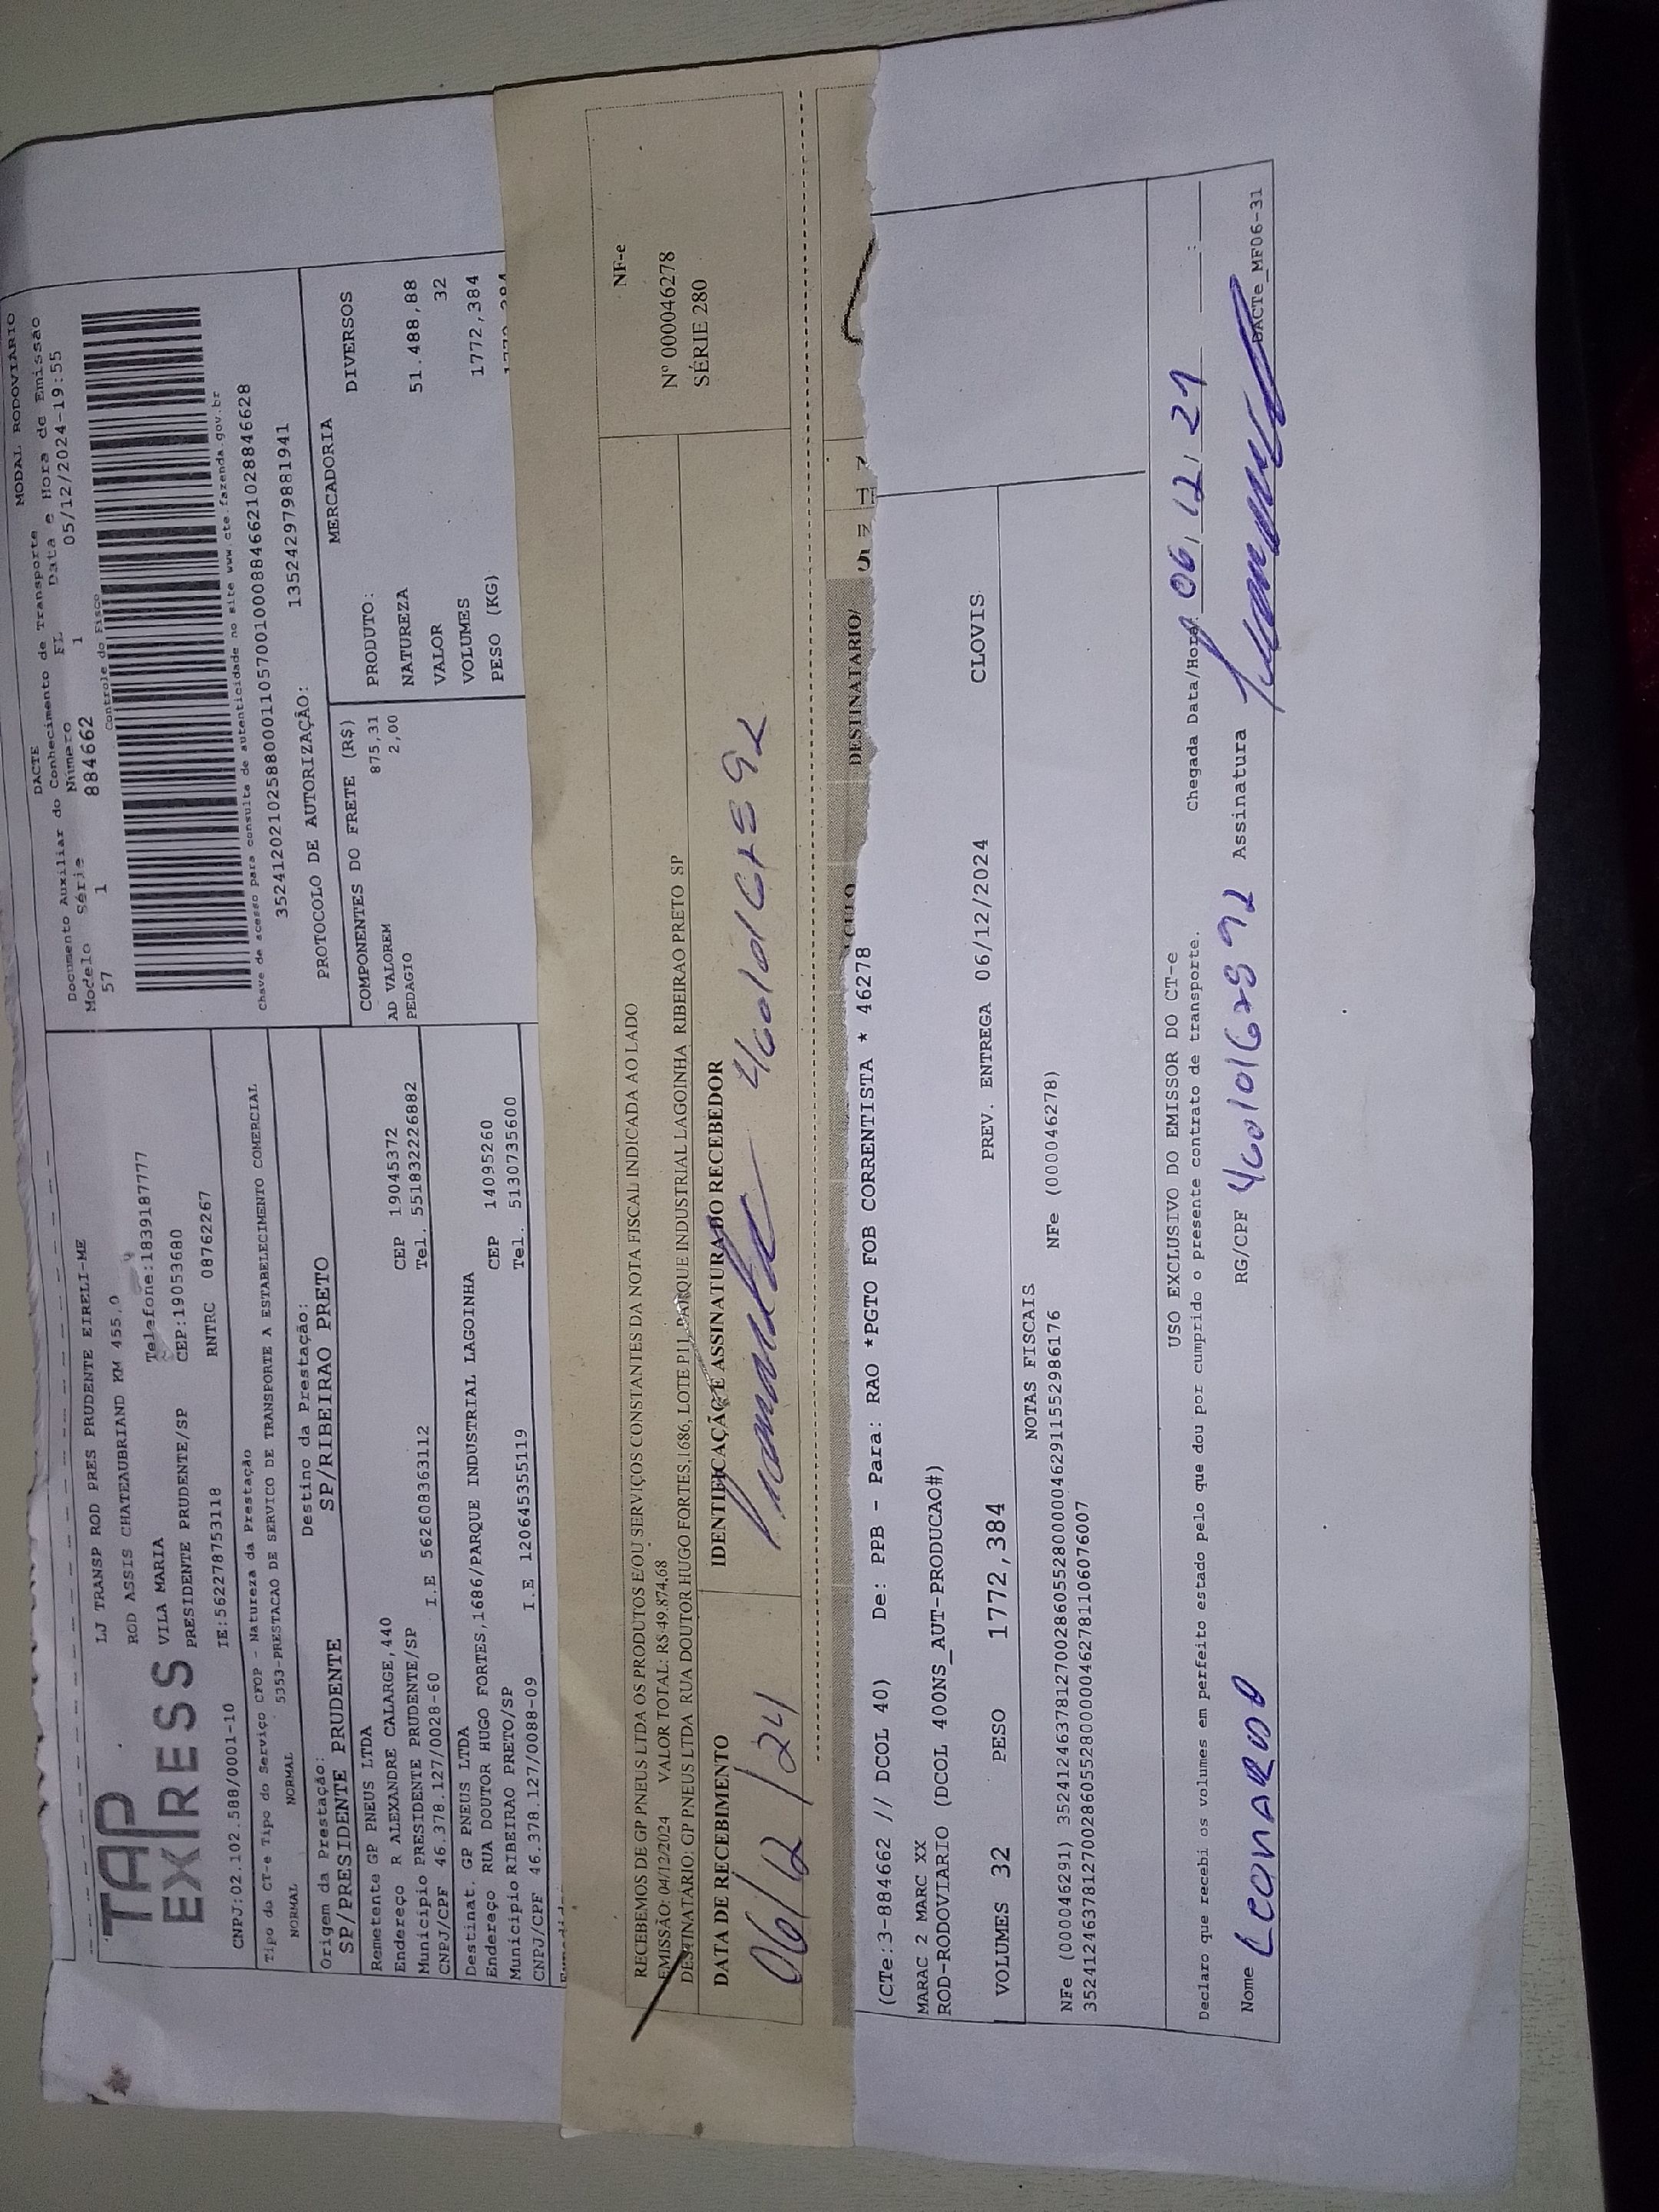 MODAL RODOVIÁRIO
DACTE
Documento Auxiliar do Conhecimento de Transporte
Modelo Série Número FL Data e Hora de Emissão
57 1 884662 1 05/12/2024-19:55
Controle do Fisco
Chave de acesso para consulta de autenticidade no site www.cte.fazenda.gov.br
35241202102588000110570010008846621028846628
PROTOCOLO DE AUTORIZAÇÃO: 135242979881941
TAP
EXPRESS
LJ TRANSP ROD PRES PRUDENTE EIRELI-ME
ROD ASSIS CHATEAUBRIAND KM 455,0
VILA MARIA Telefone:1839187777
PRESIDENTE PRUDENTE/SP CEP:19053680
CNPJ:02.102.588/0001-10 IE:562278753118 RNTRC 08762267
Tipo do CT-e Tipo do Serviço CFOP - Natureza da Prestação
NORMAL NORMAL 5353-PRESTACAO DE SERVICO DE TRANSPORTE A ESTABELECIMENTO COMERCIAL
Origem da Prestação: Destino da Prestação:
SP/PRESIDENTE PRUDENTE SP/RIBEIRAO PRETO
Remetente GP PNEUS LTDA
Endereço R ALEXANDRE CALARGE,440 CEP 19045372
Município PRESIDENTE PRUDENTE/SP Tel. 551832226882
CNPJ/CPF 46.378.127/0028-60 I.E 562608363112
Destinat. GP PNEUS LTDA
Endereço RUA DOUTOR HUGO FORTES,1686/PARQUE INDUSTRIAL LAGOINHA
Município RIBEIRAO PRETO/SP CEP 14095260
CNPJ/CPF 46.378.127/0088-09 I.E 120645355119 Tel. 5130735600
COMPONENTES DO FRETE (R$)
AD VALOREM 875,31
PEDAGIO 2,00
MERCADORIA
PRODUTO: DIVERSOS
NATUREZA
VALOR 51.488,88
VOLUMES 32
PESO (KG) 1772,384
RECEBEMOS DE GP PNEUS LTDA OS PRODUTOS E/OU SERVIÇOS CONSTANTES DA NOTA FISCAL INDICADA AO LADO
EMISSÃO: 04/12/2024 VALOR TOTAL: R$ 49.874,68
DESTINATÁRIO: GP PNEUS LTDA RUA DOUTOR HUGO FORTES,1686, LOTE P11, PARQUE INDUSTRIAL LAGOINHA RIBEIRAO PRETO SP
DATA DE RECEBIMENTO IDENTIFICAÇÃO E ASSINATURA DO RECEBEDOR
06/12/24
NF-e
Nº 000046278
SÉRIE 280
DESTINATARIO/
(CTe:3-884662 // DCOL 40) De: PPB - Para: RAO *PGTO FOB CORRENTISTA * 46278
MARAC 2 MARC XX
ROD-RODOVIARIO (DCOL 400NS_AUT-PRODUCAO#)
VOLUMES 32 PESO 1772,384 PREV. ENTREGA 06/12/2024 CLOVIS
NOTAS FISCAIS
NFe (000046291) 35241246378127002860552800000462911552986176 NFe (000046278)
35241246378127002860552800000462781106076007
USO EXCLUSIVO DO EMISSOR DO CT-e
Declaro que recebi os volumes em perfeito estado pelo que dou por cumprido o presente contrato de transporte. Chegada Data/Hora: 06/12/24 :
Nome LEONARDO RG/CPF Assinatura
DACTe_MF06-31